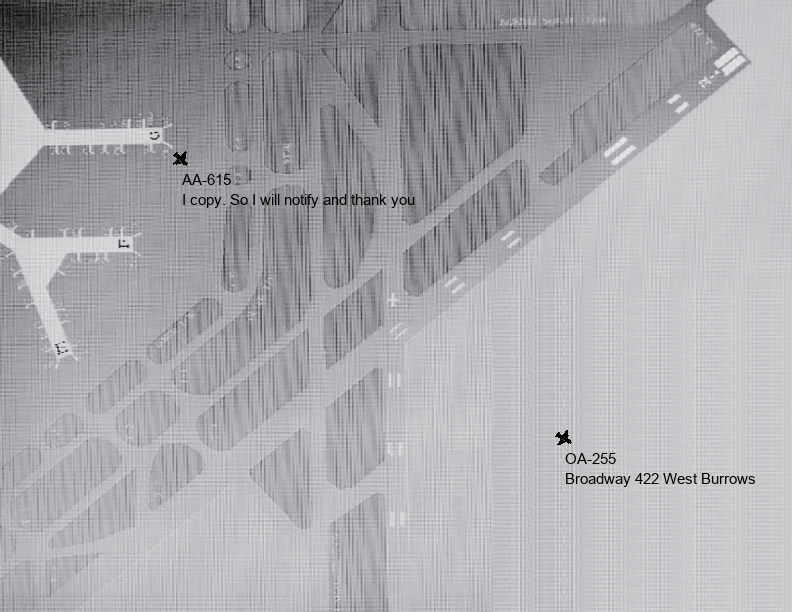 G
AA-615
I copy. So I will notify and thank you
F
OA-255
Broadway 422 West Burrows